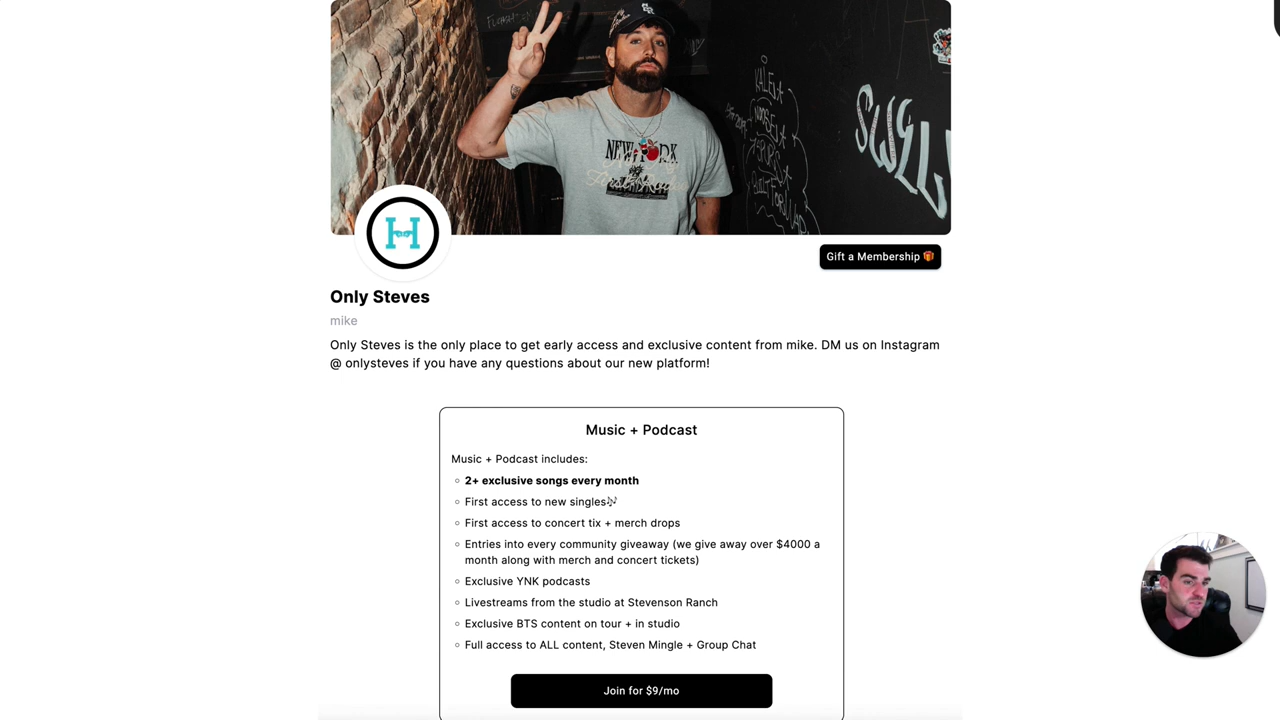 NEW YORK
SWYLL
Gift a Membership 🎁
H
Only Steves
mike
Only Steves is the only place to get early access and exclusive content from mike. DM us on Instagram
@ onlysteves if you have any questions about our new platform!
Music + Podcast
Music + Podcast includes:
◦ 2+ exclusive songs every month
◦ First access to new singles🎶
◦ First access to concert tix + merch drops
◦ Entries into every community giveaway (we give away over $4000 a
month along with merch and concert tickets)
◦ Exclusive YNK podcasts
◦ Livestreams from the studio at Stevenson Ranch
◦ Exclusive BTS content on tour + in studio
◦ Full access to ALL content, Steven Mingle + Group Chat
Join for $9/mo